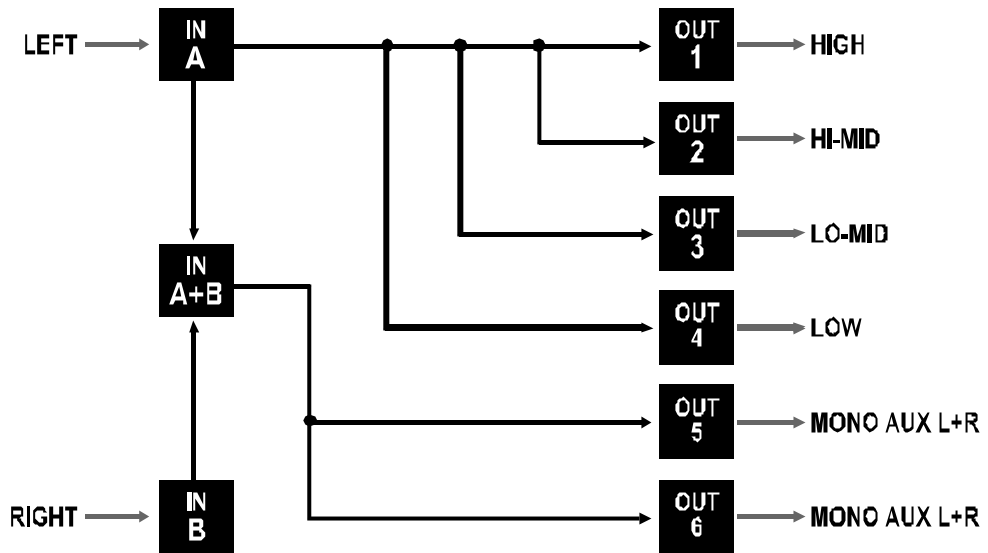 LEFT
IN
A
OUT
1
HIGH
OUT
2
HI-MID
OUT
3
LO-MID
IN
A+B
OUT
4
LOW
OUT
5
MONO AUX L+R
RIGHT
IN
B
OUT
6
MONO AUX L+R